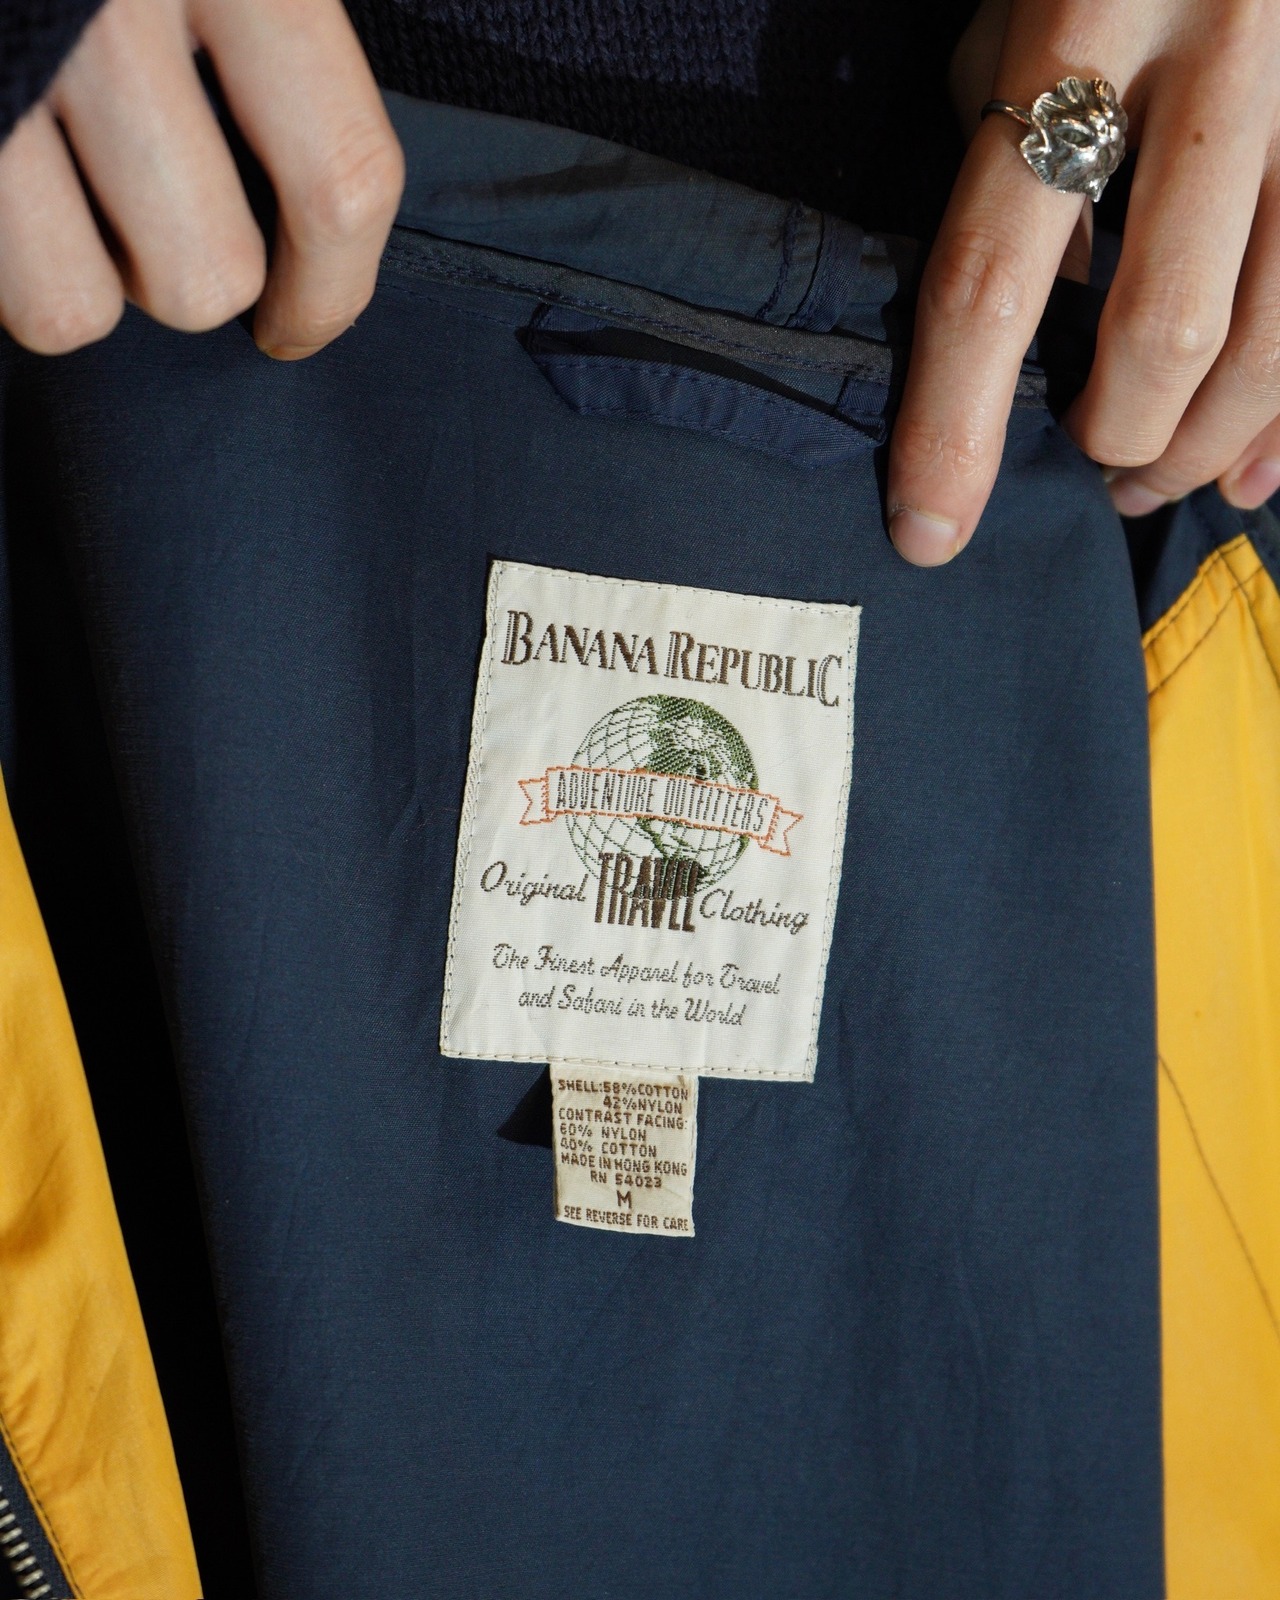 BANANA REPUBLIC
ADVENTURE OUTFITTERS
Original TRAVEL Clothing
The Finest Apparel for Travel
and Safari in the World
SHELL:58%COTTON
42%NYLON
CONTRAST FACING:
60% NYLON
40% COTTON
MADE IN HONG KONG
RN 54023
M
SEE REVERSE FOR CARE